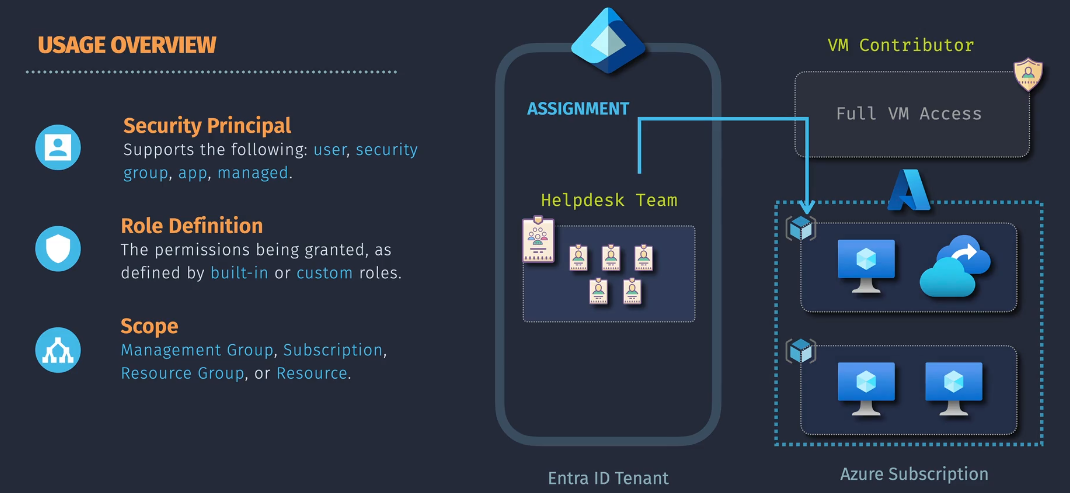 USAGE OVERVIEW
Security Principal
Supports the following: user, security
group, app, managed.
Role Definition
The permissions being granted, as
defined by built-in or custom roles.
Scope
Management Group, Subscription,
Resource Group, or Resource.
ASSIGNMENT
Helpdesk Team
Entra ID Tenant
VM Contributor
Full VM Access
Azure Subscription